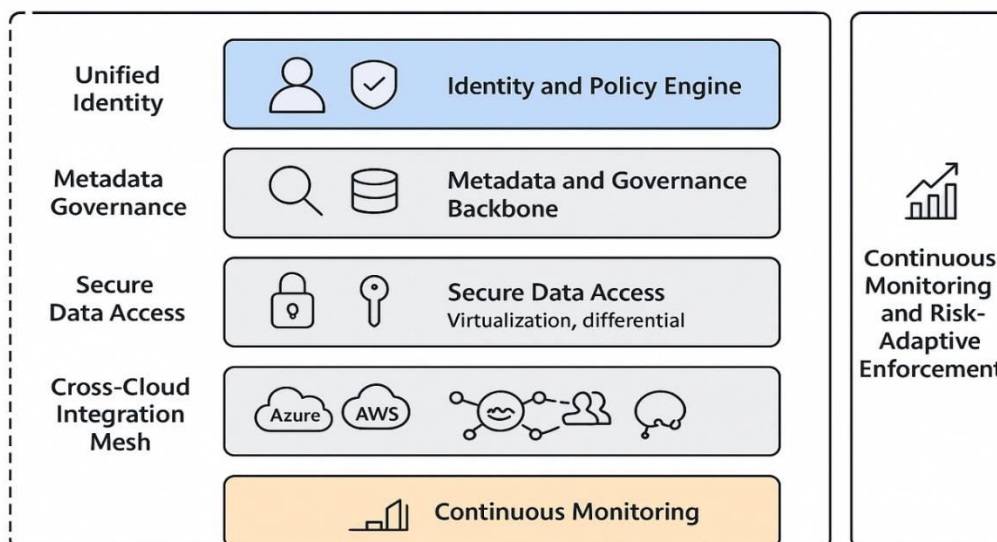 Unified
Identity
Identity and Policy Engine
Metadada
Governance
Metadata and Governance
Backbone
Secure
Data Access
Secure Data Access
Virtualization, differential
Cross-Cloud
Integration
Mesh
Azure
AWS
Continuous Monitoring
Continuous
Monitoring
and Risk-
Adaptive
Enforcement